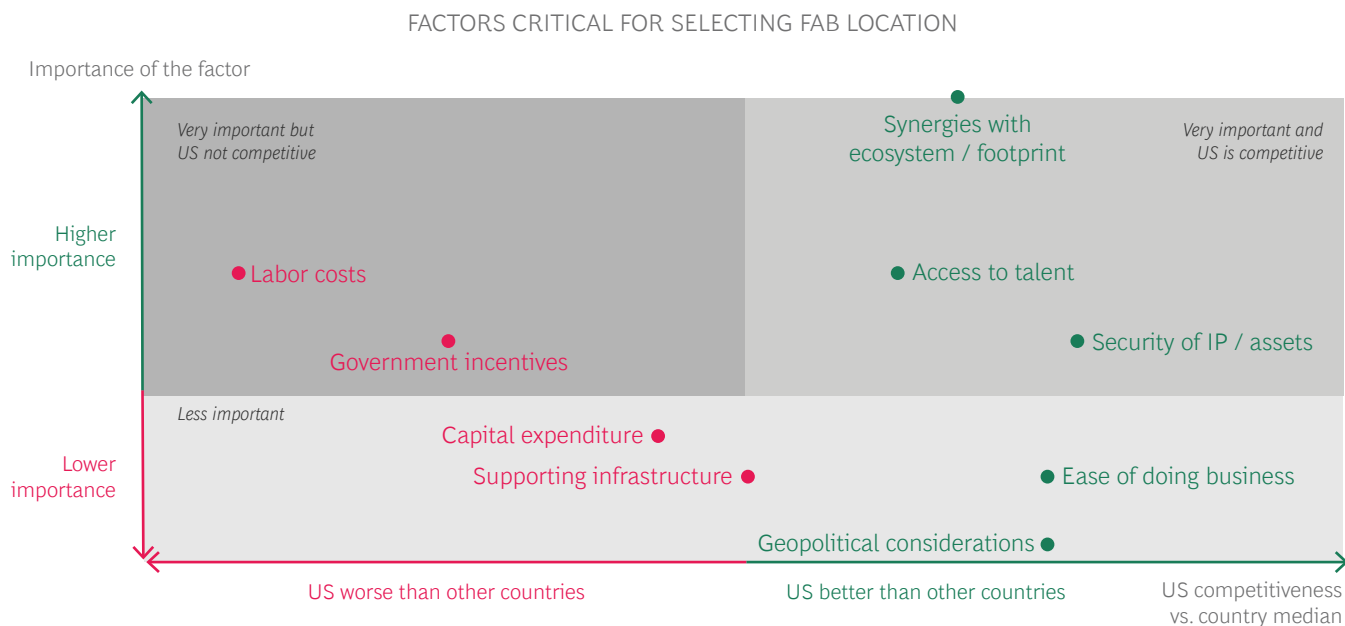 FACTORS CRITICAL FOR SELECTING FAB LOCATION
Importance of the factor
Very important but
US not competitive
Synergies with
ecosystem / footprint
Very important and
US is competitive
Higher
importance
Labor costs
Access to talent
Government incentives
Security of IP / assets
Less important
Capital expenditure
Lower
importance
Supporting infrastructure
Ease of doing business
Geopolitical considerations
US worse than other countries
US better than other countries
US competitiveness
vs. country median